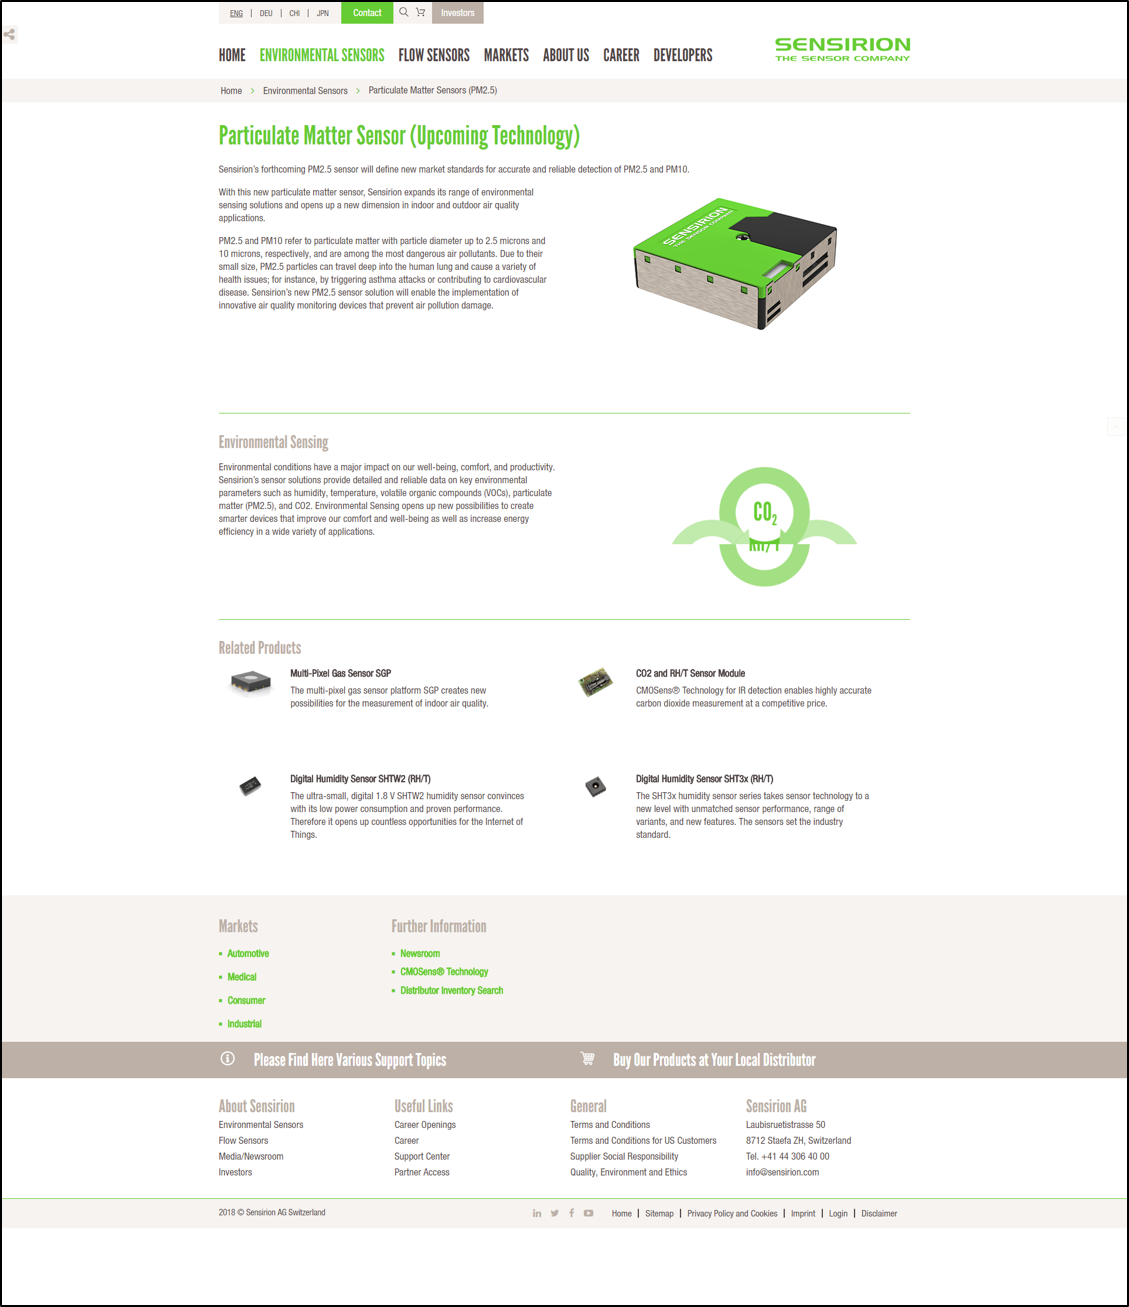 ENG | DEU | CHI | JPN Contact Investors
HOME ENVIRONMENTAL SENSORS FLOW SENSORS MARKETS ABOUT US CAREER DEVELOPERS
SENSIRION
THE SENSOR COMPANY
Home > Environmental Sensors > Particulate Matter Sensors (PM2.5)
Particulate Matter Sensor (Upcoming Technology)
Sensirion's forthcoming PM2.5 sensor will define new market standards for accurate and reliable detection of PM2.5 and PM10.
With this new particulate matter sensor, Sensirion expands its range of environmental
sensing solutions and opens up a new dimension in indoor and outdoor air quality
applications.
PM2.5 and PM10 refer to particulate matter with particle diameter up to 2.5 microns and
10 microns, respectively, and are among the most dangerous air pollutants. Due to their
small size, PM2.5 particles can travel deep into the human lung and cause a variety of
health issues; for instance, by triggering asthma attacks or contributing to cardiovascular
disease. Sensirion's new PM2.5 sensor solution will enable the implementation of
innovative air quality monitoring devices that prevent air pollution damage.
SENSIRION
THE SENSOR COMPANY
Environmental Sensing
Environmental conditions have a major impact on our well-being, comfort, and productivity.
Sensirion's sensor solutions provide detailed and reliable data on key environmental
parameters such as humidity, temperature, volatile organic compounds (VOCs), particulate
matter (PM2.5), and CO2. Environmental Sensing opens up new possibilities to create
smarter devices that improve our comfort and well-being as well as increase energy
efficiency in a wide variety of applications.
CO2
RH/T
Related Products
Multi-Pixel Gas Sensor SGP
The multi-pixel gas sensor platform SGP creates new
possibilities for the measurement of indoor air quality.
CO2 and RH/T Sensor Module
CMOSens® Technology for IR detection enables highly accurate
carbon dioxide measurement at a competitive price.
Digital Humidity Sensor SHTW2 (RH/T)
The ultra-small, digital 1.8 V SHTW2 humidity sensor convinces
with its low power consumption and proven performance.
Therefore it opens up countless opportunities for the Internet of
Things.
Digital Humidity Sensor SHT3x (RH/T)
The SHT3x humidity sensor series takes sensor technology to a
new level with unmatched sensor performance, range of
variants, and new features. The sensors set the industry
standard.
Markets
Automotive
Medical
Consumer
Industrial
Further Information
Newsroom
CMOSens® Technology
Distributor Inventory Search
Please Find Here Various Support Topics
Buy Our Products at Your Local Distributor
About Sensirion
Environmental Sensors
Flow Sensors
Media/Newsroom
Investors
Useful Links
Career Openings
Career
Support Center
Partner Access
General
Terms and Conditions
Terms and Conditions for US Customers
Supplier Social Responsibility
Quality, Environment and Ethics
Sensirion AG
Laubisruetistrasse 50
8712 Staefa ZH, Switzerland
Tel. +41 44 306 40 00
info@sensirion.com
2018 © Sensirion AG Switzerland
Home | Sitemap | Privacy Policy and Cookies | Imprint | Login | Disclaimer